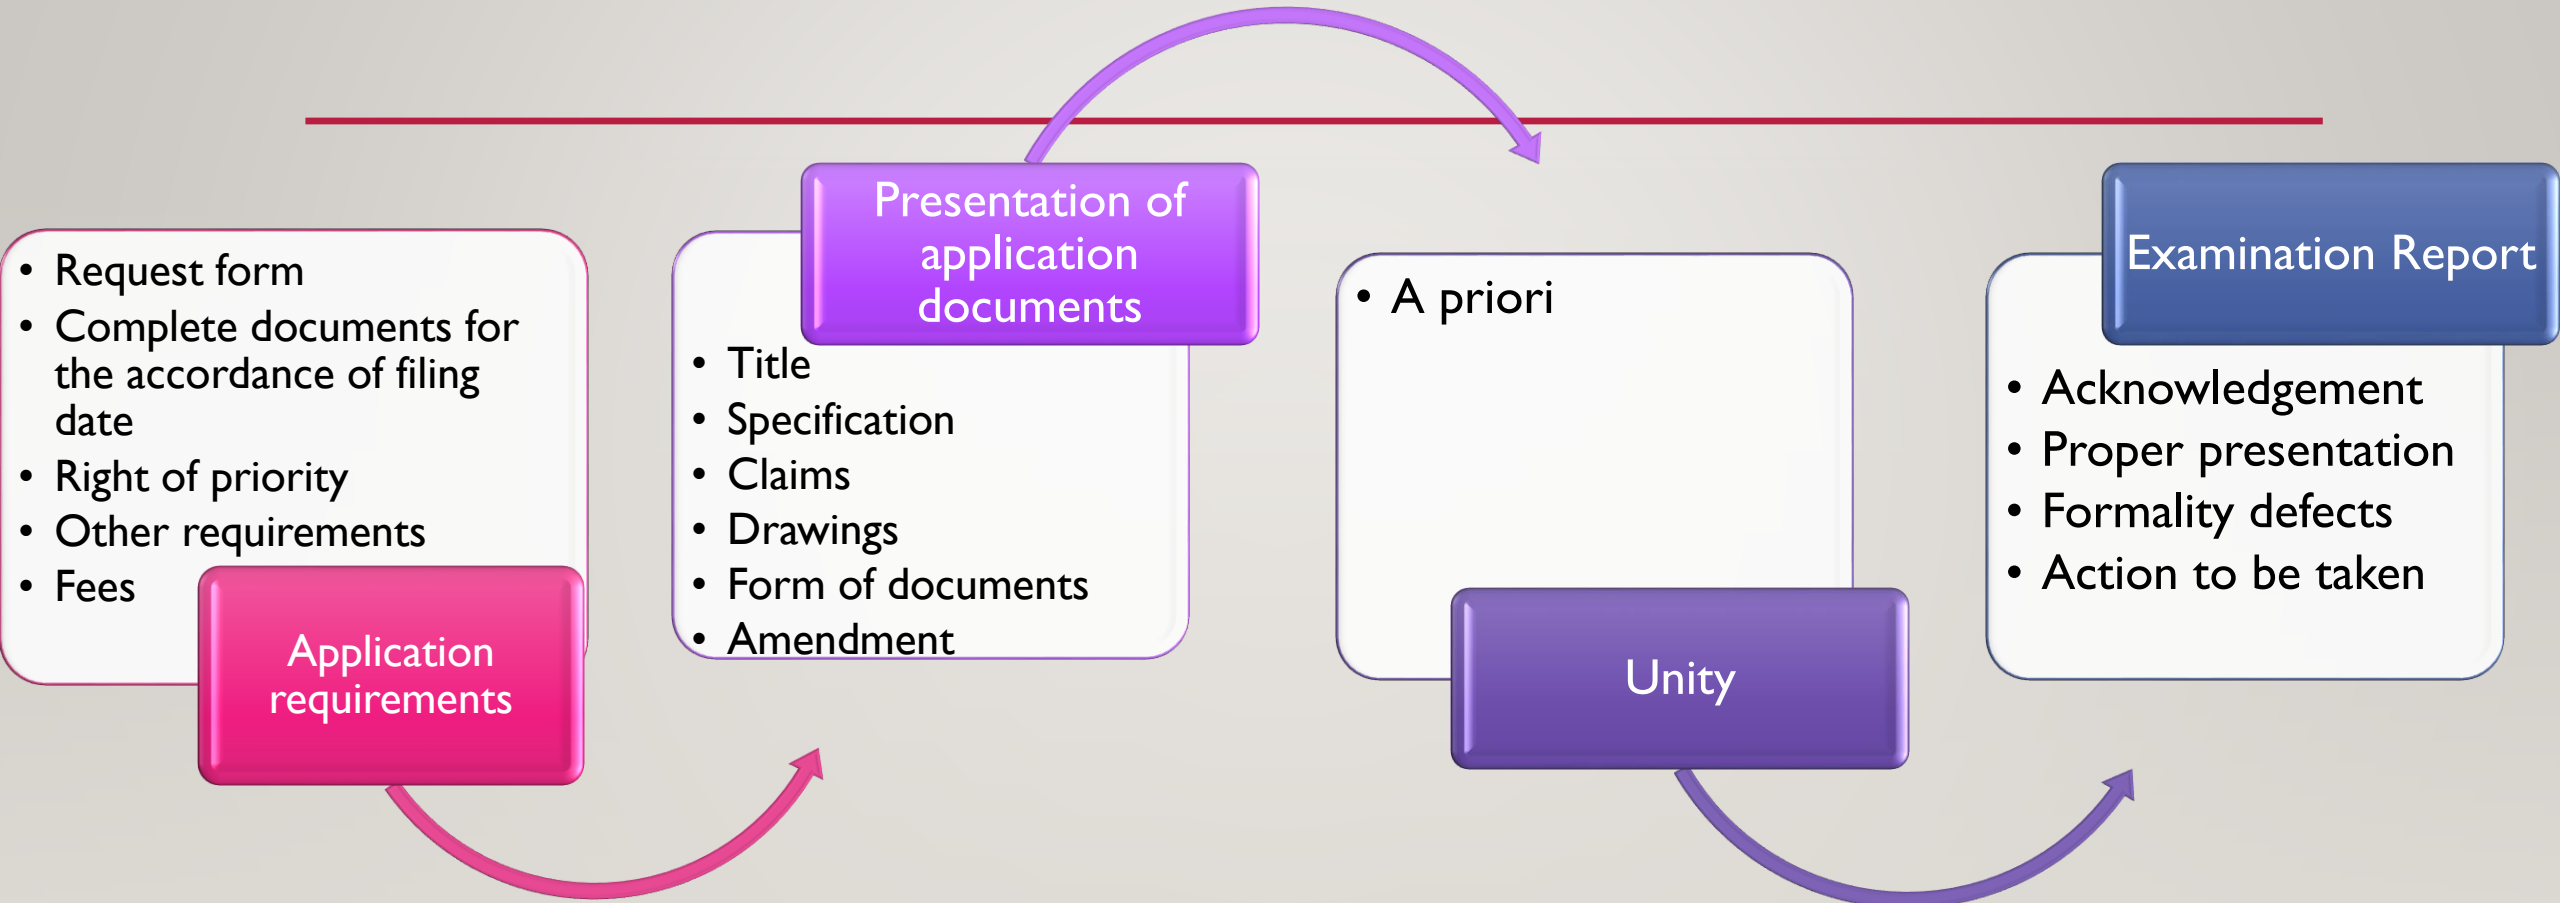 • Request form
• Complete documents for
the accordance of filing
date
• Right of priority
• Other requirements
• Fees
Application
requirements
Presentation of
application
documents
• Title
• Specification
• Claims
• Drawings
• Form of documents
• Amendment
• A priori
Unity
Examination Report
• Acknowledgement
• Proper presentation
• Formality defects
• Action to be taken